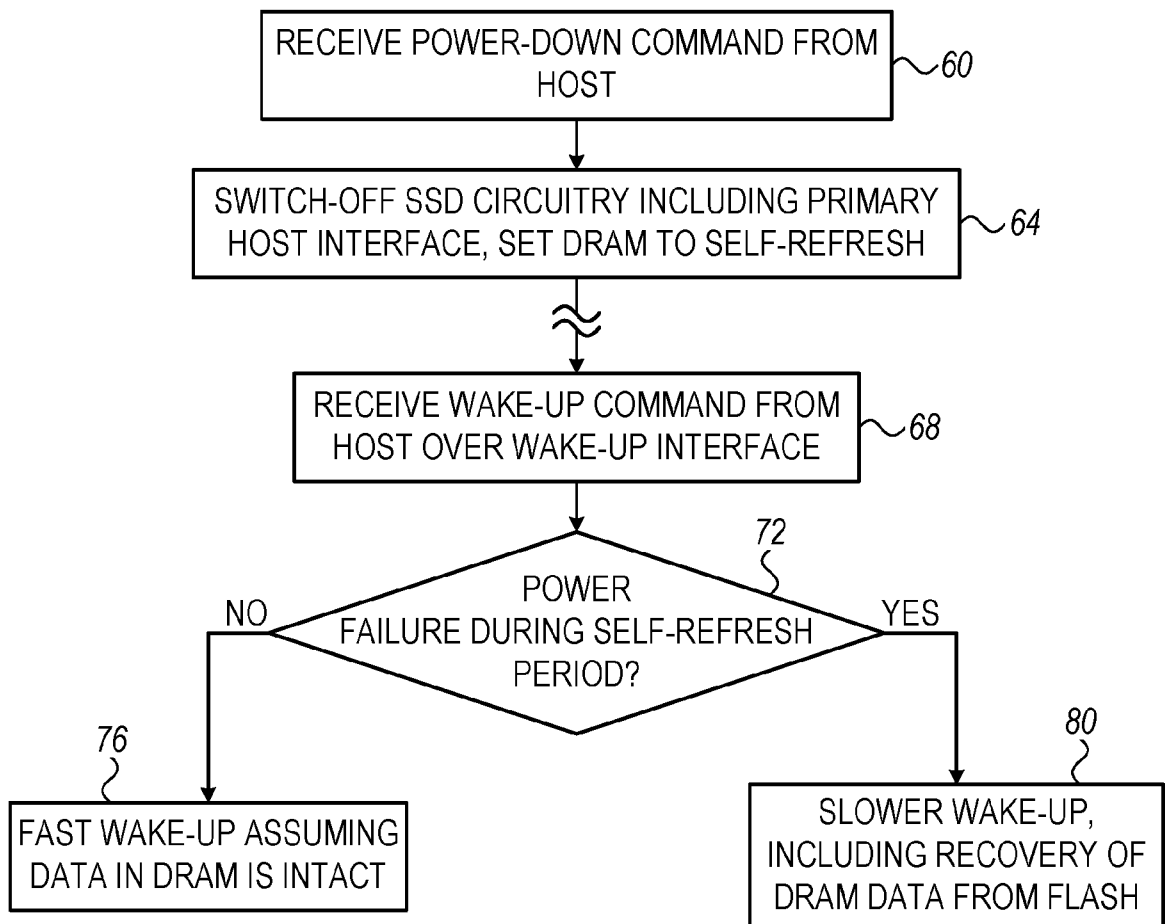 RECEIVE POWER-DOWN COMMAND FROM
HOST
60
SWITCH-OFF SSD CIRCUITRY INCLUDING PRIMARY
HOST INTERFACE, SET DRAM TO SELF-REFRESH
64
RECEIVE WAKE-UP COMMAND FROM
HOST OVER WAKE-UP INTERFACE
68
72
POWER
FAILURE DURING SELF-REFRESH
PERIOD?
NO
YES
76
FAST WAKE-UP ASSUMING
DATA IN DRAM IS INTACT
80
SLOWER WAKE-UP,
INCLUDING RECOVERY OF
DRAM DATA FROM FLASH